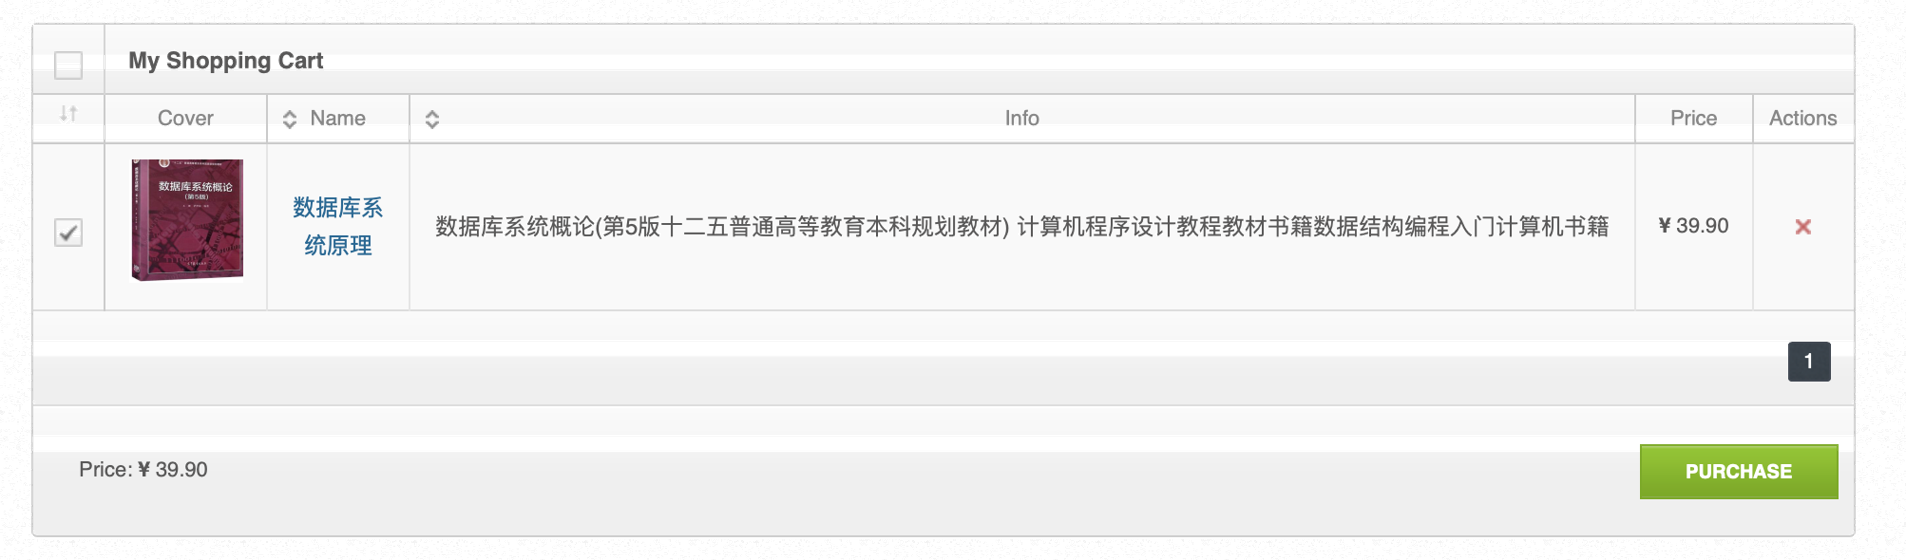 My Shopping Cart
Cover
Name
Info
Price
Actions
数据库系统概论
(第5版)
数据库系
统原理
数据库系统概论(第5版十二五普通高等教育本科规划教材) 计算机程序设计教程教材书籍数据结构编程入门计算机书籍
¥ 39.90
1
Price: ¥ 39.90
PURCHASE